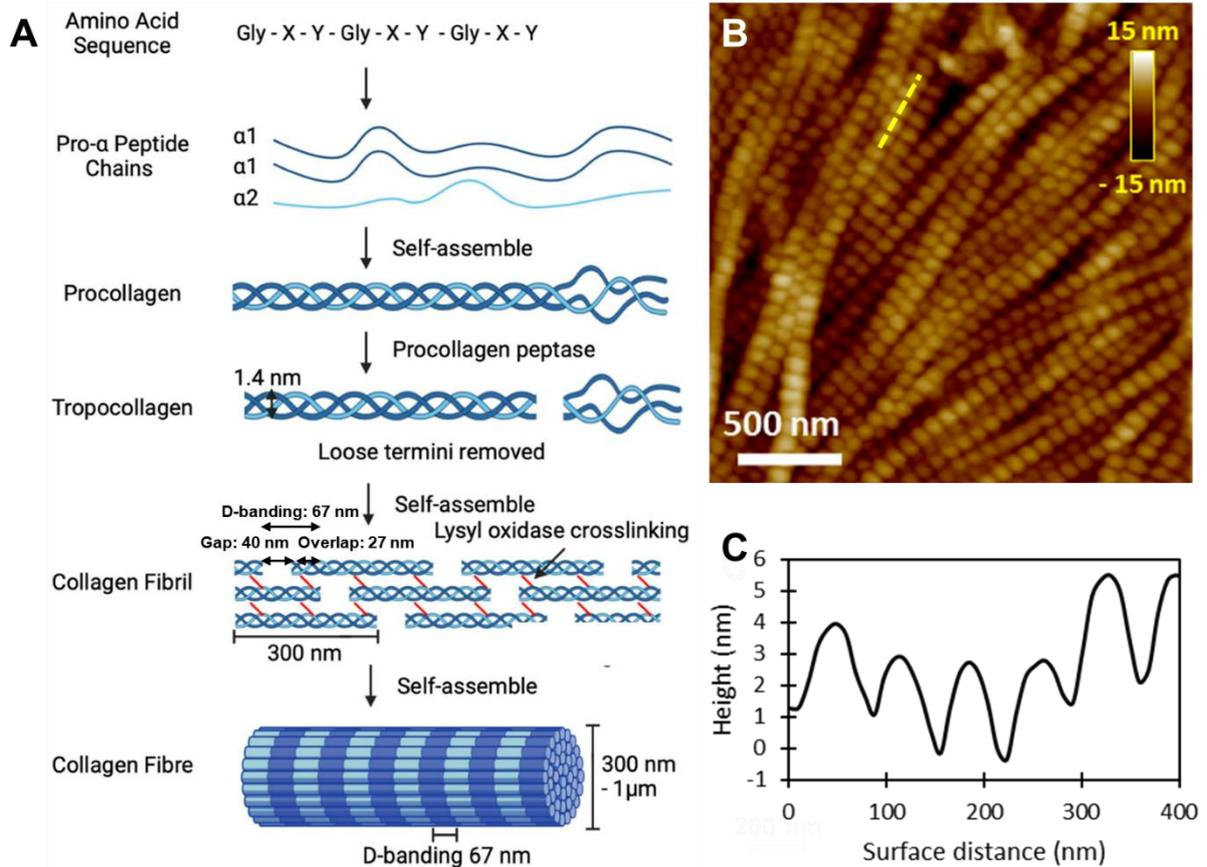 A
Amino Acid
Sequence
Gly - X - Y - Gly - X - Y - Gly - X - Y
Pro-α Peptide
Chains
α1
α1
α2
Self-assemble
Procollagen
Procollagen peptase
1.4 nm
Tropocollagen
Loose termini removed
Self-assemble
D-banding: 67 nm
Gap: 40 nm Overlap: 27 nm
Lysyl oxidase crosslinking
Collagen Fibril
300 nm
Self-assemble
Collagen Fibre
300 nm
- 1µm
D-banding 67 nm
B
15 nm
- 15 nm
500 nm
C
Height (nm)
6
5
4
3
2
1
0
-1
0 100 200 300 400
Surface distance (nm)
200 nm